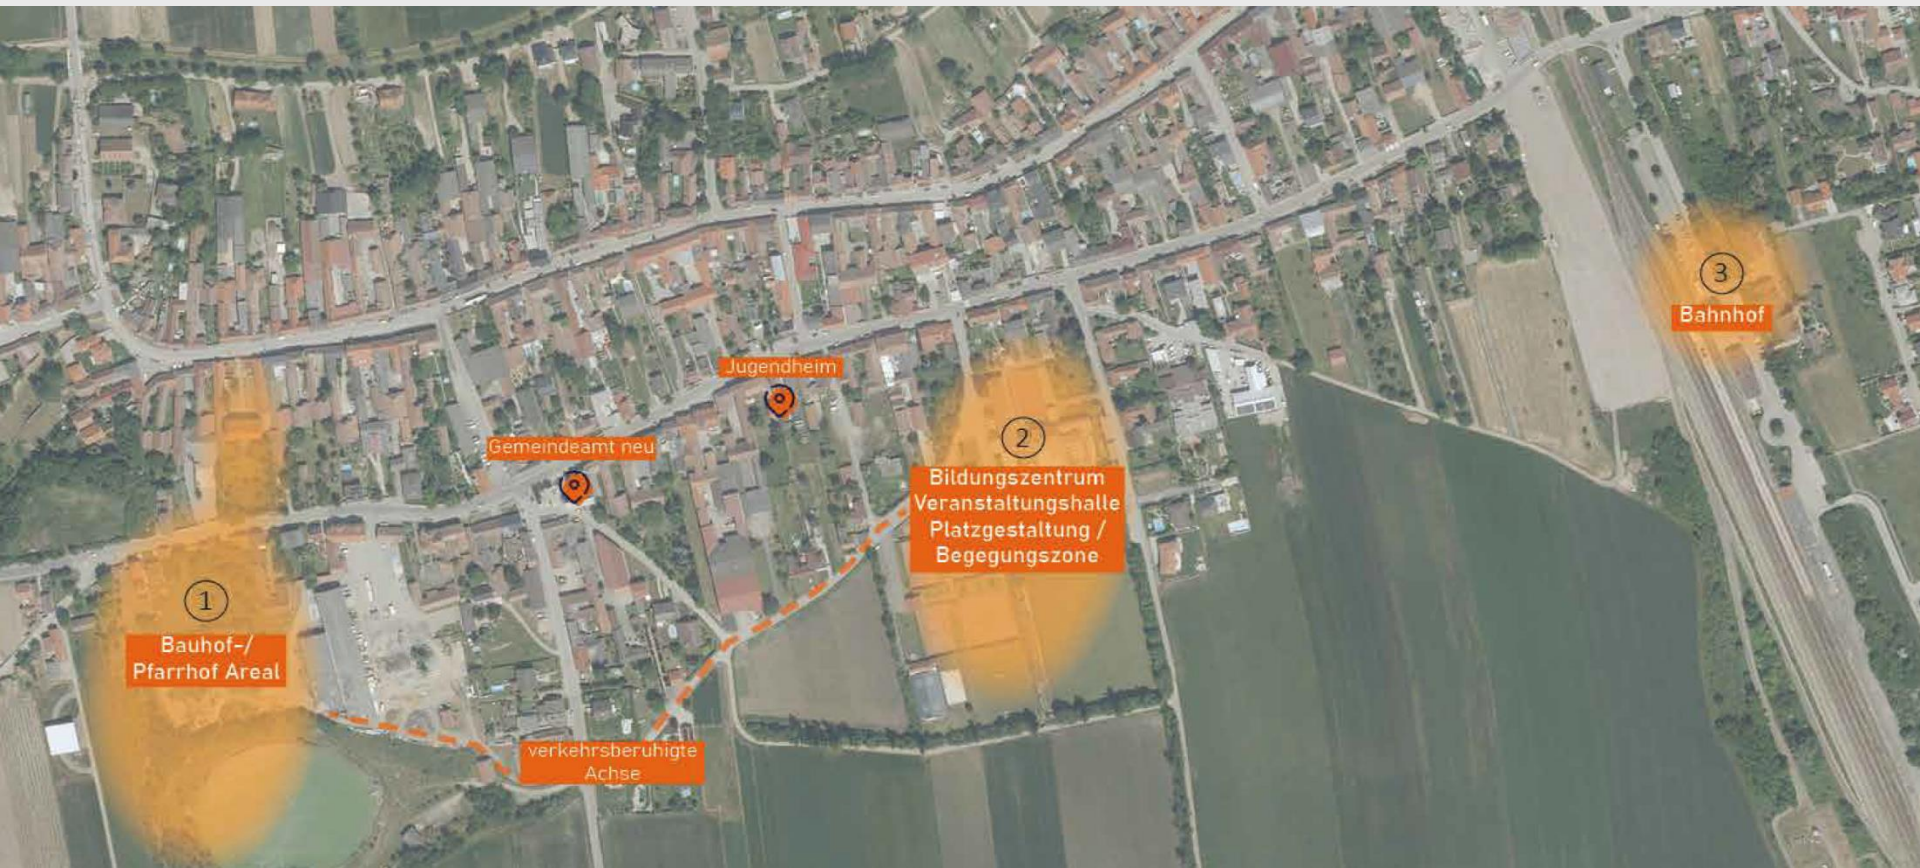 3
Bahnhof
Jugendheim
Gemeindeamt neu
2
Bildungszentrum
Veranstaltungshalle
Platzgestaltung /
Begegungszone
1
Bauhof-/
Pfarrhof Areal
verkehrsberuhigte
Achse